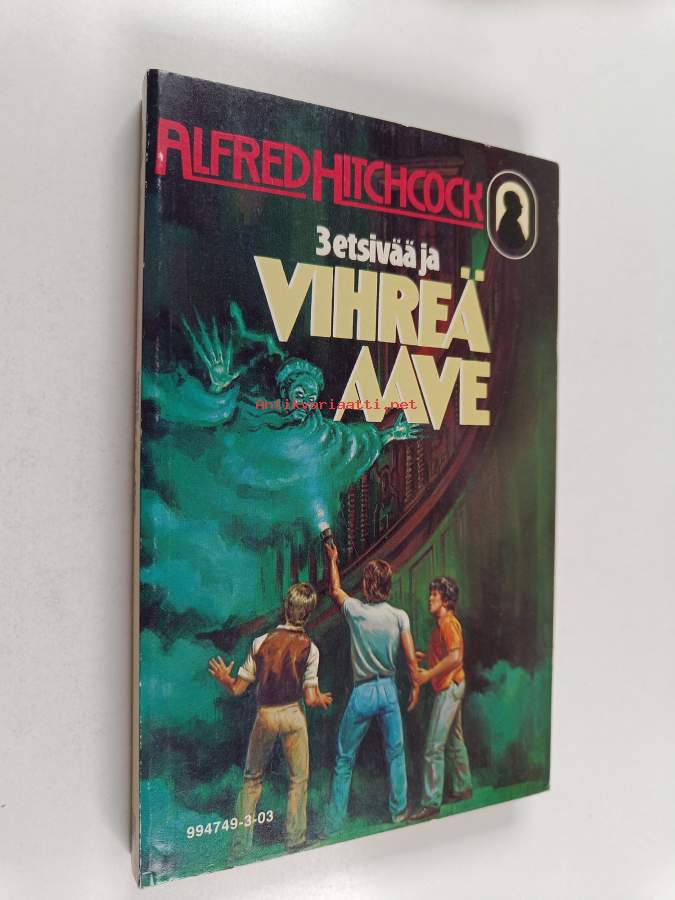 ALFRED HITCHCOCK
3 etsivää ja
VIHREÄ
AAVE
antikvariaatti.net
994749-3-03